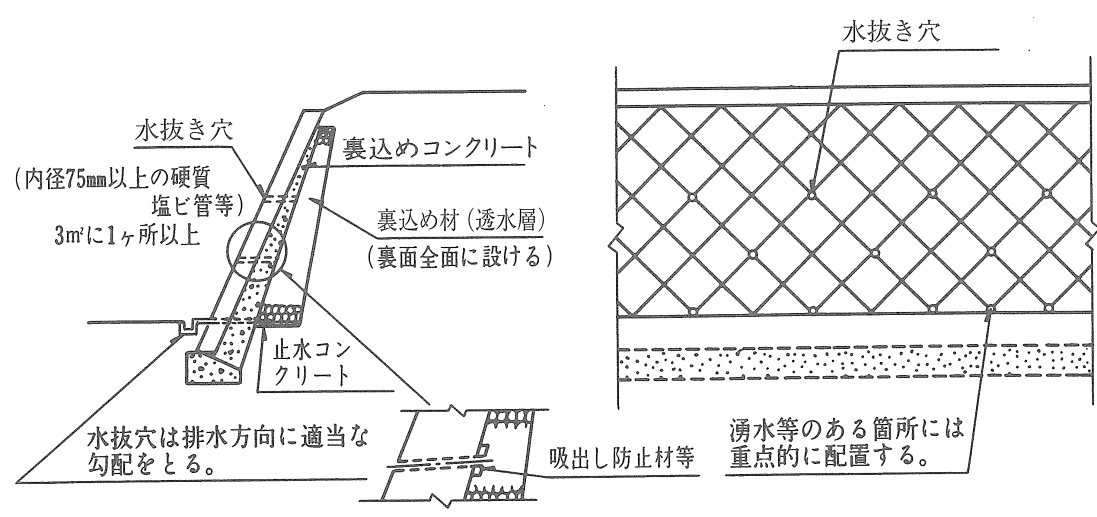 水抜き穴
(内径75mm以上の硬質
塩ビ管等)
3㎡に1ヶ所以上
裏込めコンクリート
裏込め材(透水層)
(裏面全面に設ける)
止水コン
クリート
水抜穴は排水方向に適当な
勾配をとる。
吸出し防止材等
水抜き穴
湧水等のある箇所には
重点的に配置する。